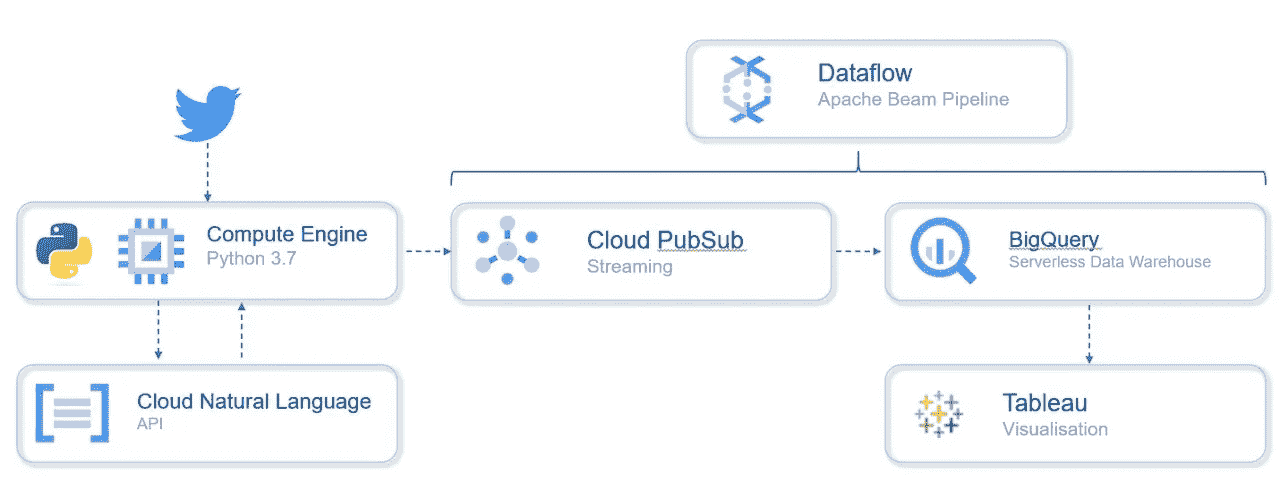 Dataflow
Apache Beam Pipeline
Compute Engine
Python 3.7
Cloud PubSub
Streaming
BigQuery
Serverless Data Warehouse
Cloud Natural Language
API
Tableau
Visualisation